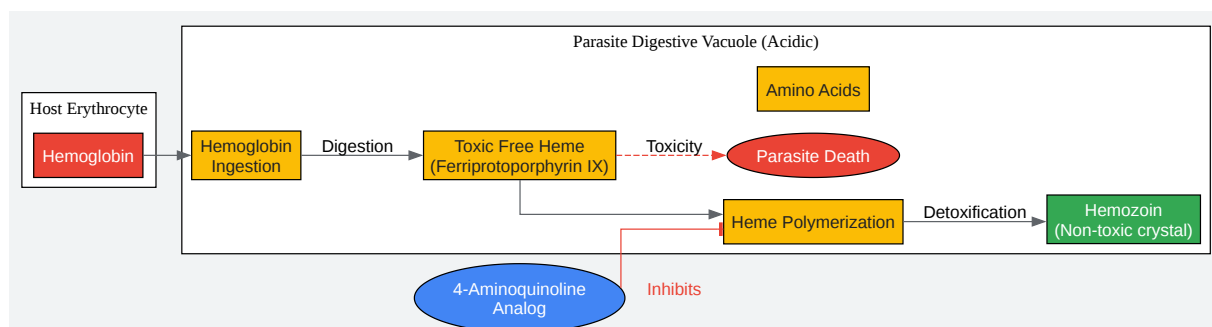 Parasite Digestive Vacuole (Acidic)
Amino Acids
Host Erythrocyte
Hemoglobin
Hemoglobin
Ingestion
Digestion
Toxic Free Heme
(Ferriprotoporphyrin IX)
Toxicity
Parasite Death
Heme Polymerization
Detoxification
Hemozoin
(Non-toxic crystal)
4-Aminoquinoline
Analog
Inhibits